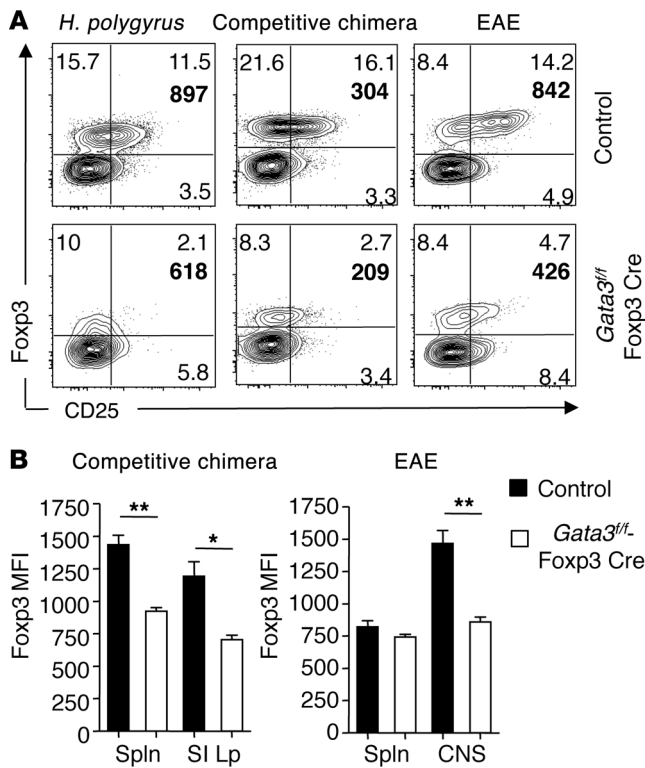 A
H. polygyrus Competitive chimera EAE
15.7 11.5
897
3.5
21.6 16.1
304
3.3
8.4 14.2
842
4.9
Control
10 2.1
618
5.8
8.3 2.7
209
3.4
8.4 4.7
426
8.4
Gata3f/f
Foxp3 Cre
Foxp3
CD25
B
Competitive chimera
Foxp3 MFI
1750
1500
1250
1000
750
500
250
0
**
*
Spln SI Lp
EAE
Foxp3 MFI
1750
1500
1250
1000
750
500
250
0
**
Spln CNS
Control
Gata3f/f-
Foxp3 Cre